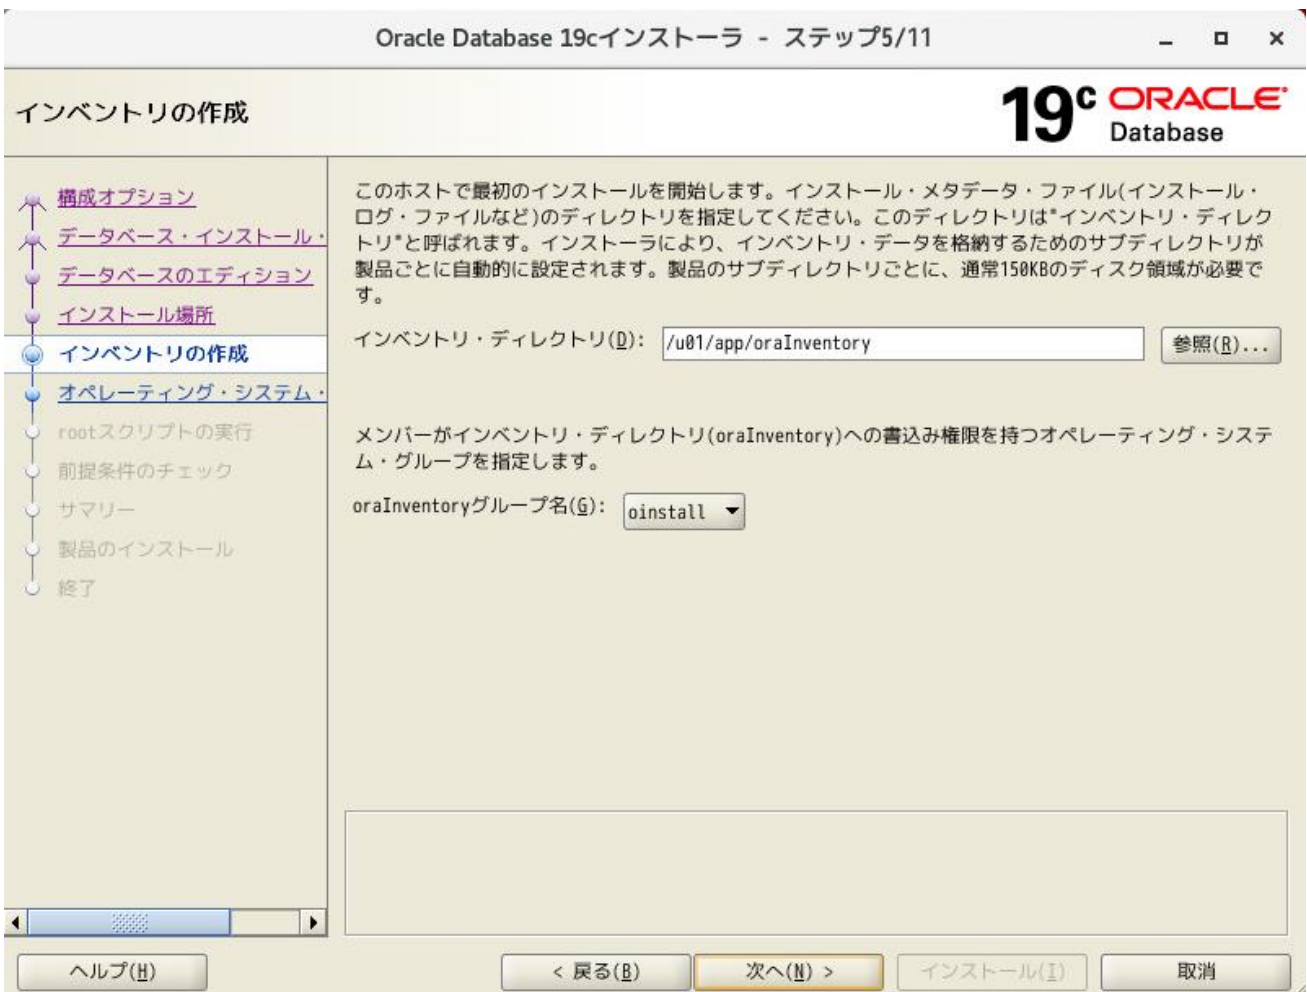 Oracle Database 19cインストーラ - ステップ5/11
インベントリの作成
19c ORACLE
Database
構成オプション
データベース・インストール・
データベースのエディション
インストール場所
インベントリの作成
オペレーティング・システム・
rootスクリプトの実行
前提条件のチェック
サマリー
製品のインストール
終了
このホストで最初のインストールを開始します。インストール・メタデータ・ファイル(インストール・
ログ・ファイルなど)のディレクトリを指定してください。このディレクトリは"インベントリ・ディレク
トリ"と呼ばれます。インストーラにより、インベントリ・データを格納するためのサブディレクトリが
製品ごとに自動的に設定されます。製品のサブディレクトリごとに、通常150KBのディスク領域が必要で
す。
インベントリ・ディレクトリ(D): /u01/app/oraInventory 参照(R)...
メンバーがインベントリ・ディレクトリ(oraInventory)への書込み権限を持つオペレーティング・システ
ム・グループを指定します。
oraInventoryグループ名(G): oinstall
ヘルプ(H) < 戻る(B) 次へ(N) > インストール(I) 取消